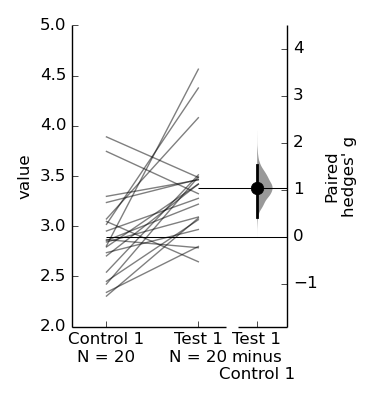 5.0
4.5
4.0
3.5
3.0
2.5
2.0
value
4
3
2
1
0
−1
Paired
hedges' g
Control 1
N = 20
Test 1
N = 20
Test 1
minus
Control 1